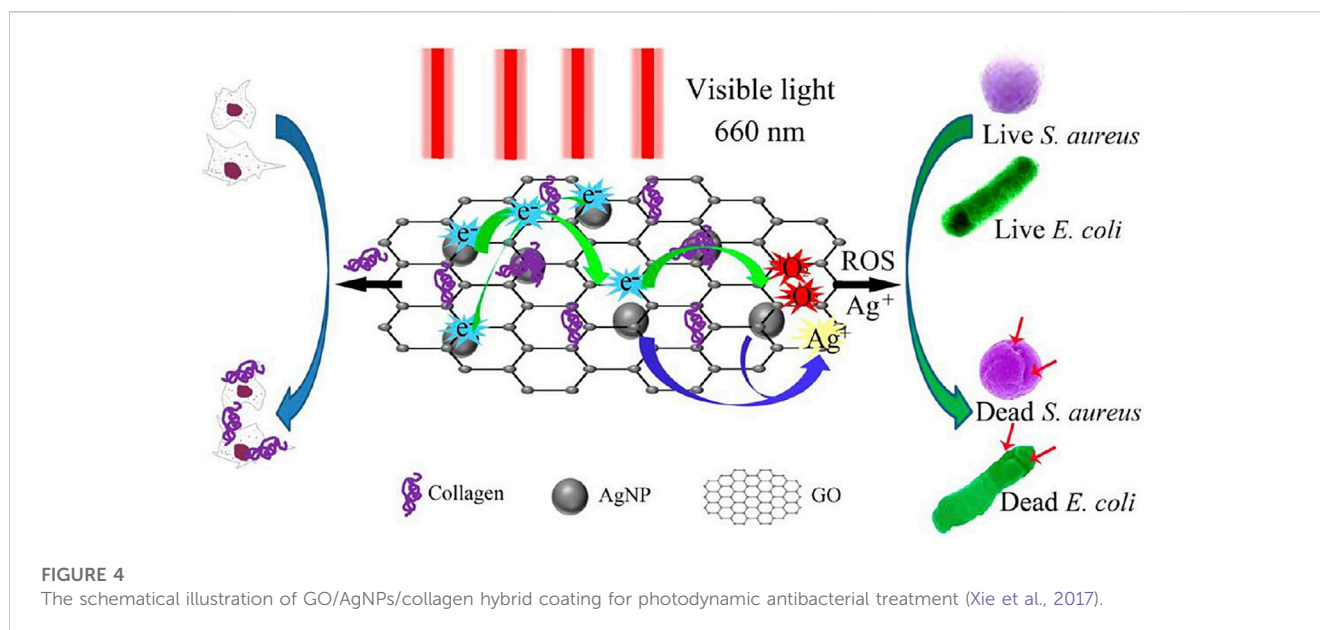 Visible light
660 nm
Live S. aureus
Live E. coli
e-
e-
e-
e-
e-
O2
O
ROS
Ag+
Ag+
Dead S. aureus
Dead E. coli
Collagen
AgNP
GO
FIGURE 4
The schematical illustration of GO/AgNPs/collagen hybrid coating for photodynamic antibacterial treatment (Xie et al., 2017).